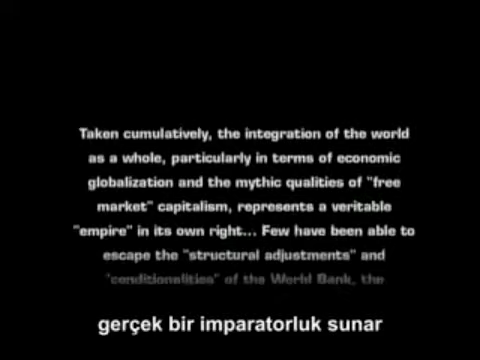 Taken cumulatively, the integration of the world
as a whole, particularly in terms of economic
globalization and the mythic qualities of "free
market" capitalism, represents a veritable
"empire" in its own right... Few have been able to
escape the "structural adjustments" and
"conditionalities" of the World Bank, the
gerçek bir imparatorluk sunar